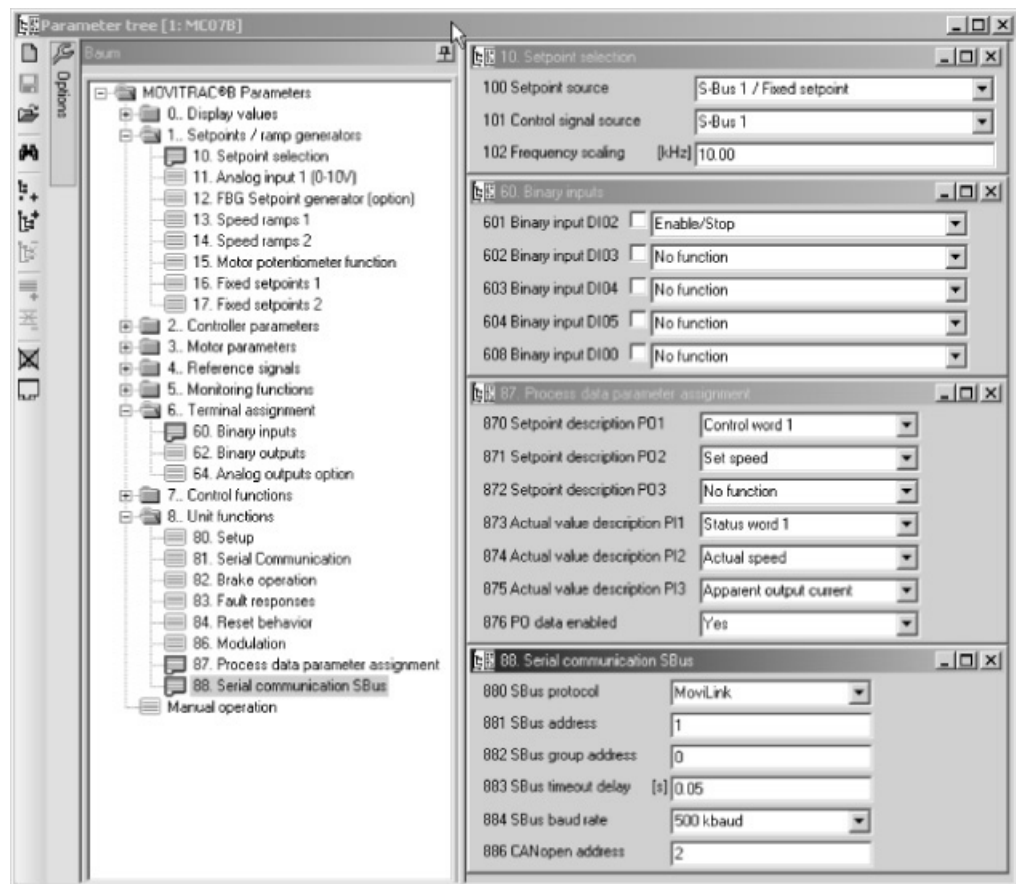 Parameter tree [1: MC07B]
Options
Baum
MOVITRAC®B Parameters
0.. Display values
1.. Setpoints / ramp generators
10. Setpoint selection
11. Analog input 1 (0-10V)
12. FBG Setpoint generator (option)
13. Speed ramps 1
14. Speed ramps 2
15. Motor potentiometer function
16. Fixed setpoints 1
17. Fixed setpoints 2
2.. Controller parameters
3.. Motor parameters
4.. Reference signals
5.. Monitoring functions
6.. Terminal assignment
60. Binary inputs
62. Binary outputs
64. Analog outputs option
7.. Control functions
8.. Unit functions
80. Setup
81. Serial Communication
82. Brake operation
83. Fault responses
84. Reset behavior
86. Modulation
87. Process data parameter assignment
88. Serial communication SBus
Manual operation
10. Setpoint selection
100 Setpoint source S-Bus 1 / Fixed setpoint
101 Control signal source S-Bus 1
102 Frequency scaling [kHz] 10.00
60. Binary inputs
601 Binary input DI02 Enable/Stop
602 Binary input DI03 No function
603 Binary input DI04 No function
604 Binary input DI05 No function
608 Binary input DI00 No function
87. Process data parameter assignment
870 Setpoint description PO1 Control word 1
871 Setpoint description PO2 Set speed
872 Setpoint description PO3 No function
873 Actual value description PI1 Status word 1
874 Actual value description PI2 Actual speed
875 Actual value description PI3 Apparent output current
876 PO data enabled Yes
88. Serial communication SBus
880 SBus protocol MoviLink
881 SBus address 1
882 SBus group address 0
883 SBus timeout delay [s] 0.05
884 SBus baud rate 500 kbaud
886 CANopen address 2